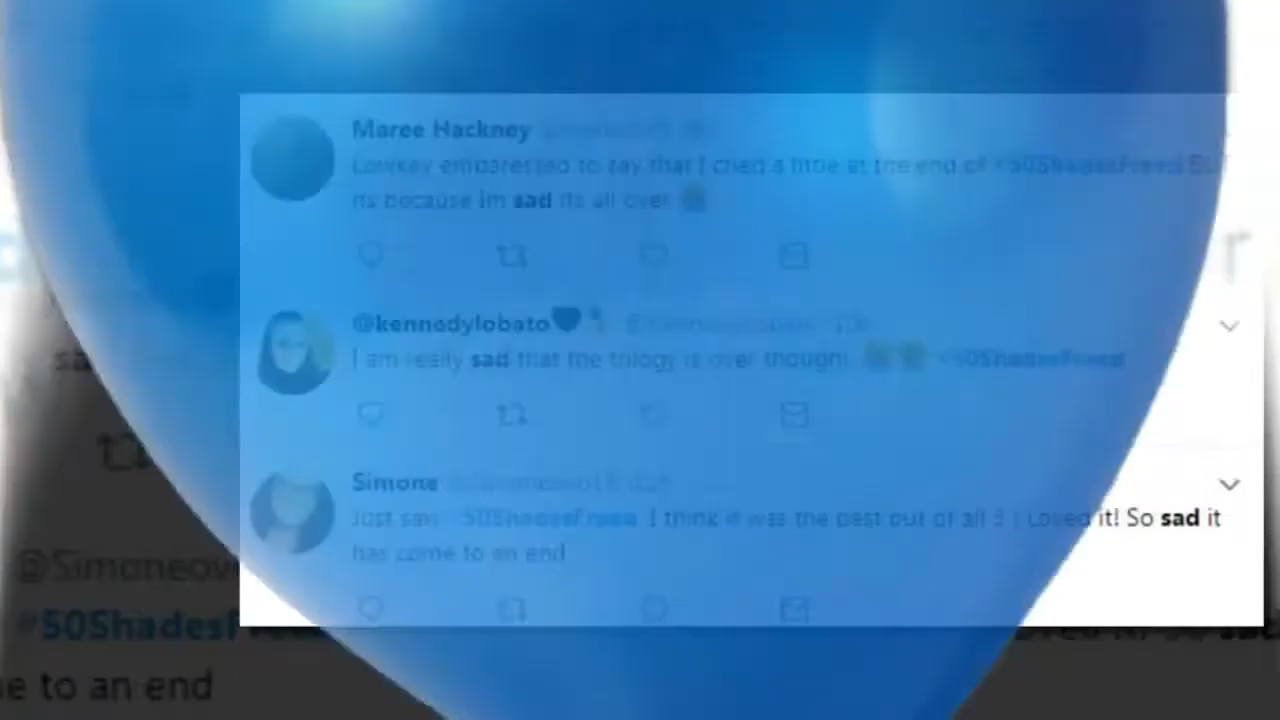 Maree Hackney
Lowkey embaressed to say that I cried a little at the end of #50ShadesFreed BUT
its because Im sad its all over
@kennedylobato
I am really sad that the trilogy is over though! #50ShadesFreed
Simone
Just saw #50ShadesFreed I think it was the best out of all 3 ! Loved it! So sad it
has come to an end
sa
@Simoneov
#50ShadesFreed
e to an end